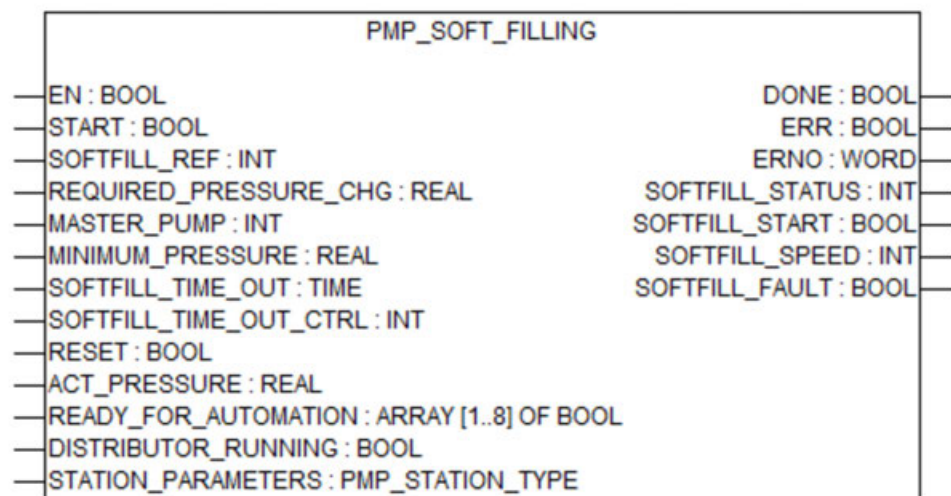 PMP_SOFT_FILLING
EN : BOOL DONE : BOOL
START : BOOL ERR : BOOL
SOFTFILL_REF : INT ERNO : WORD
REQUIRED_PRESSURE_CHG : REAL SOFTFILL_STATUS : INT
MASTER_PUMP : INT SOFTFILL_START : BOOL
MINIMUM_PRESSURE : REAL SOFTFILL_SPEED : INT
SOFTFILL_TIME_OUT : TIME SOFTFILL_FAULT : BOOL
SOFTFILL_TIME_OUT_CTRL : INT
RESET : BOOL
ACT_PRESSURE : REAL
READY_FOR_AUTOMATION : ARRAY [1..8] OF BOOL
DISTRIBUTOR_RUNNING : BOOL
STATION_PARAMETERS : PMP_STATION_TYPE